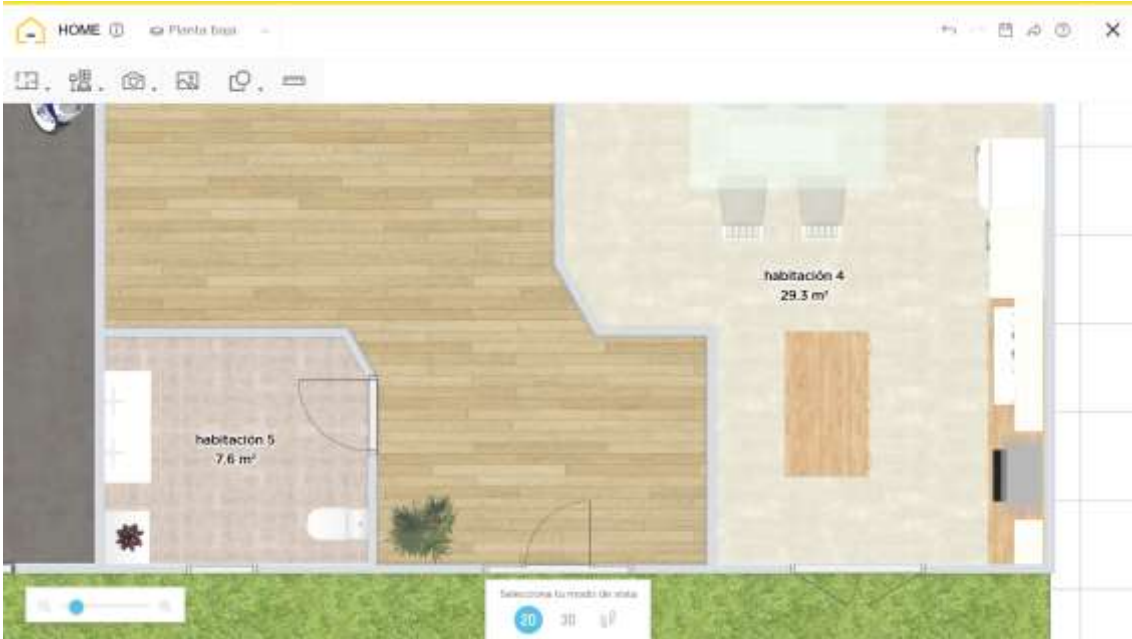 HOME
Planta baja
habitación 4
29.3 m²
habitación 5
7.6 m²
Selecciona tu modo de vista
2D 3D